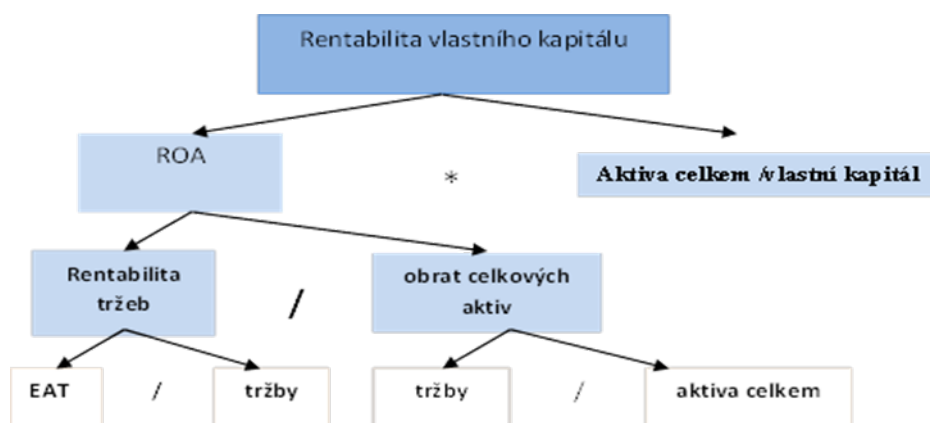 Rentabilita vlastního kapitálu
ROA
*
Aktiva celkem /vlastní kapitál
Rentabilita
tržeb
/
obrat celkových
aktiv
EAT / tržby tržby / aktiva celkem